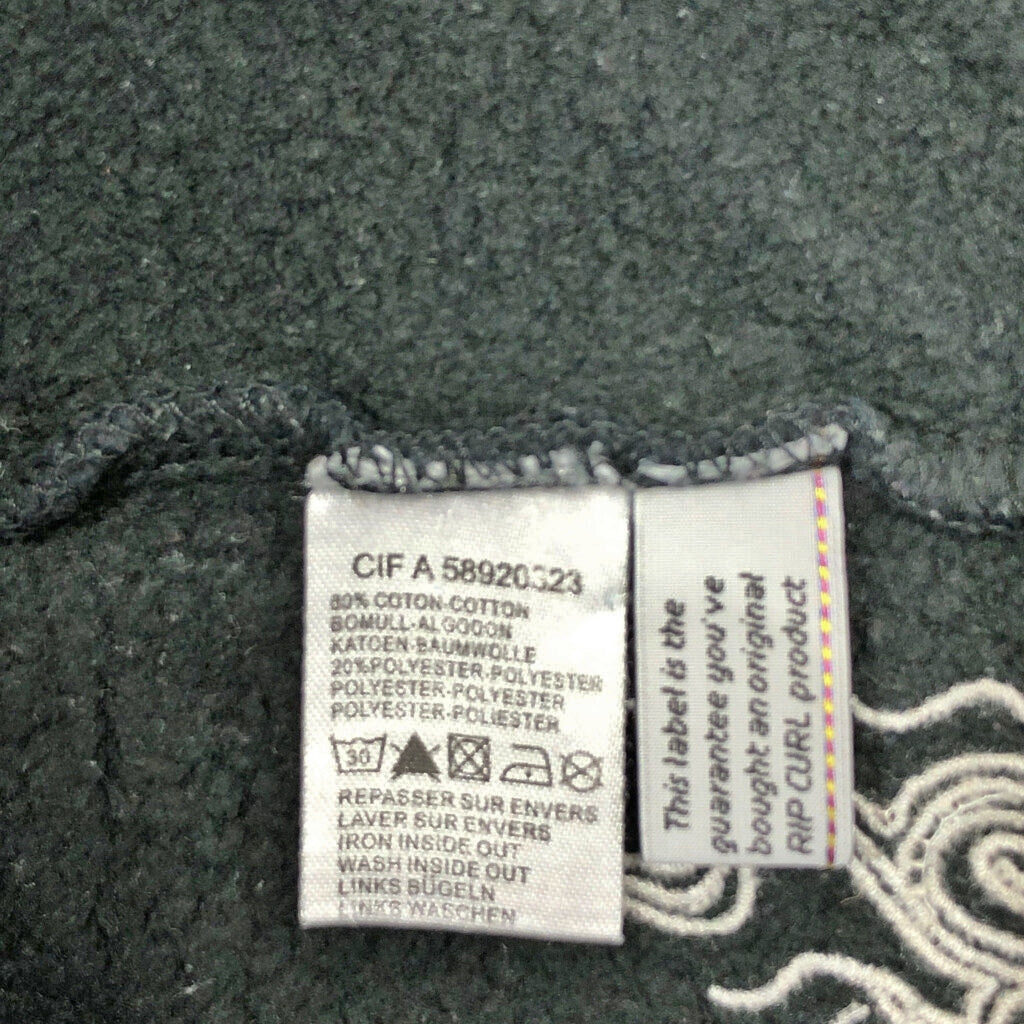 CIF A 58920323
80% COTON-COTTON
BOMULL-ALGODON
KATOEN-BAUMWOLLE
20%POLYESTER-POLYESTER
POLYESTER-POLYESTER
POLYESTER-POLIESTER
30
REPASSER SUR ENVERS
LAVER SUR ENVERS
IRON INSIDE OUT
WASH INSIDE OUT
LINKS BÜGELN
LINKS WASCHEN
This label is the
guarantee you've
bought an original
RIP CURL product